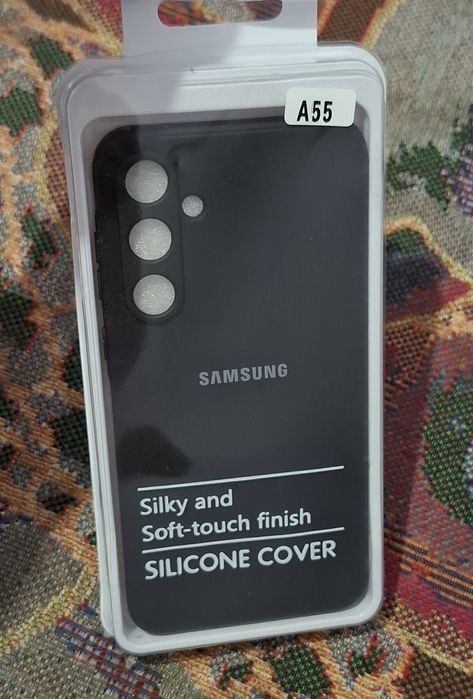 A55
SAMSUNG
Silky and
Soft-touch finish
SILICONE COVER